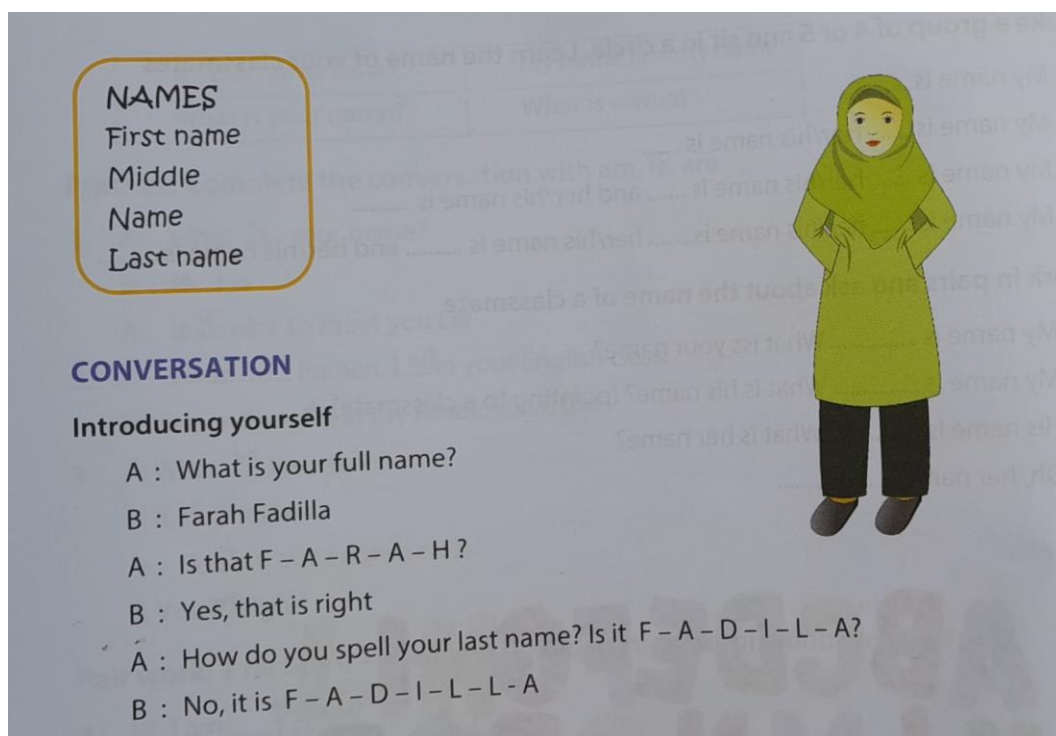 NAMES
First name
Middle
Name
Last name
CONVERSATION
Introducing yourself
A : What is your full name?
B : Farah Fadilla
A : Is that F – A – R – A – H ?
B : Yes, that is right
A : How do you spell your last name? Is it F – A – D – I – L – A?
B : No, it is F – A – D – I – L – L - A